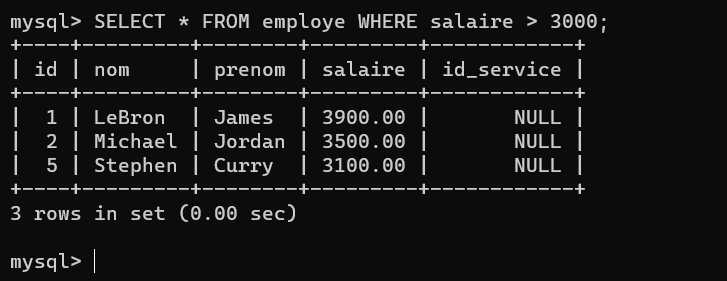 mysql> SELECT * FROM employe WHERE salaire > 3000;
+----+---------+--------+---------+------------+
| id | nom     | prenom | salaire | id_service |
+----+---------+--------+---------+------------+
|  1 | LeBron  | James  | 3900.00 |       NULL |
|  2 | Michael | Jordan | 3500.00 |       NULL |
|  5 | Stephen | Curry  | 3100.00 |       NULL |
+----+---------+--------+---------+------------+
3 rows in set (0.00 sec)
mysql>